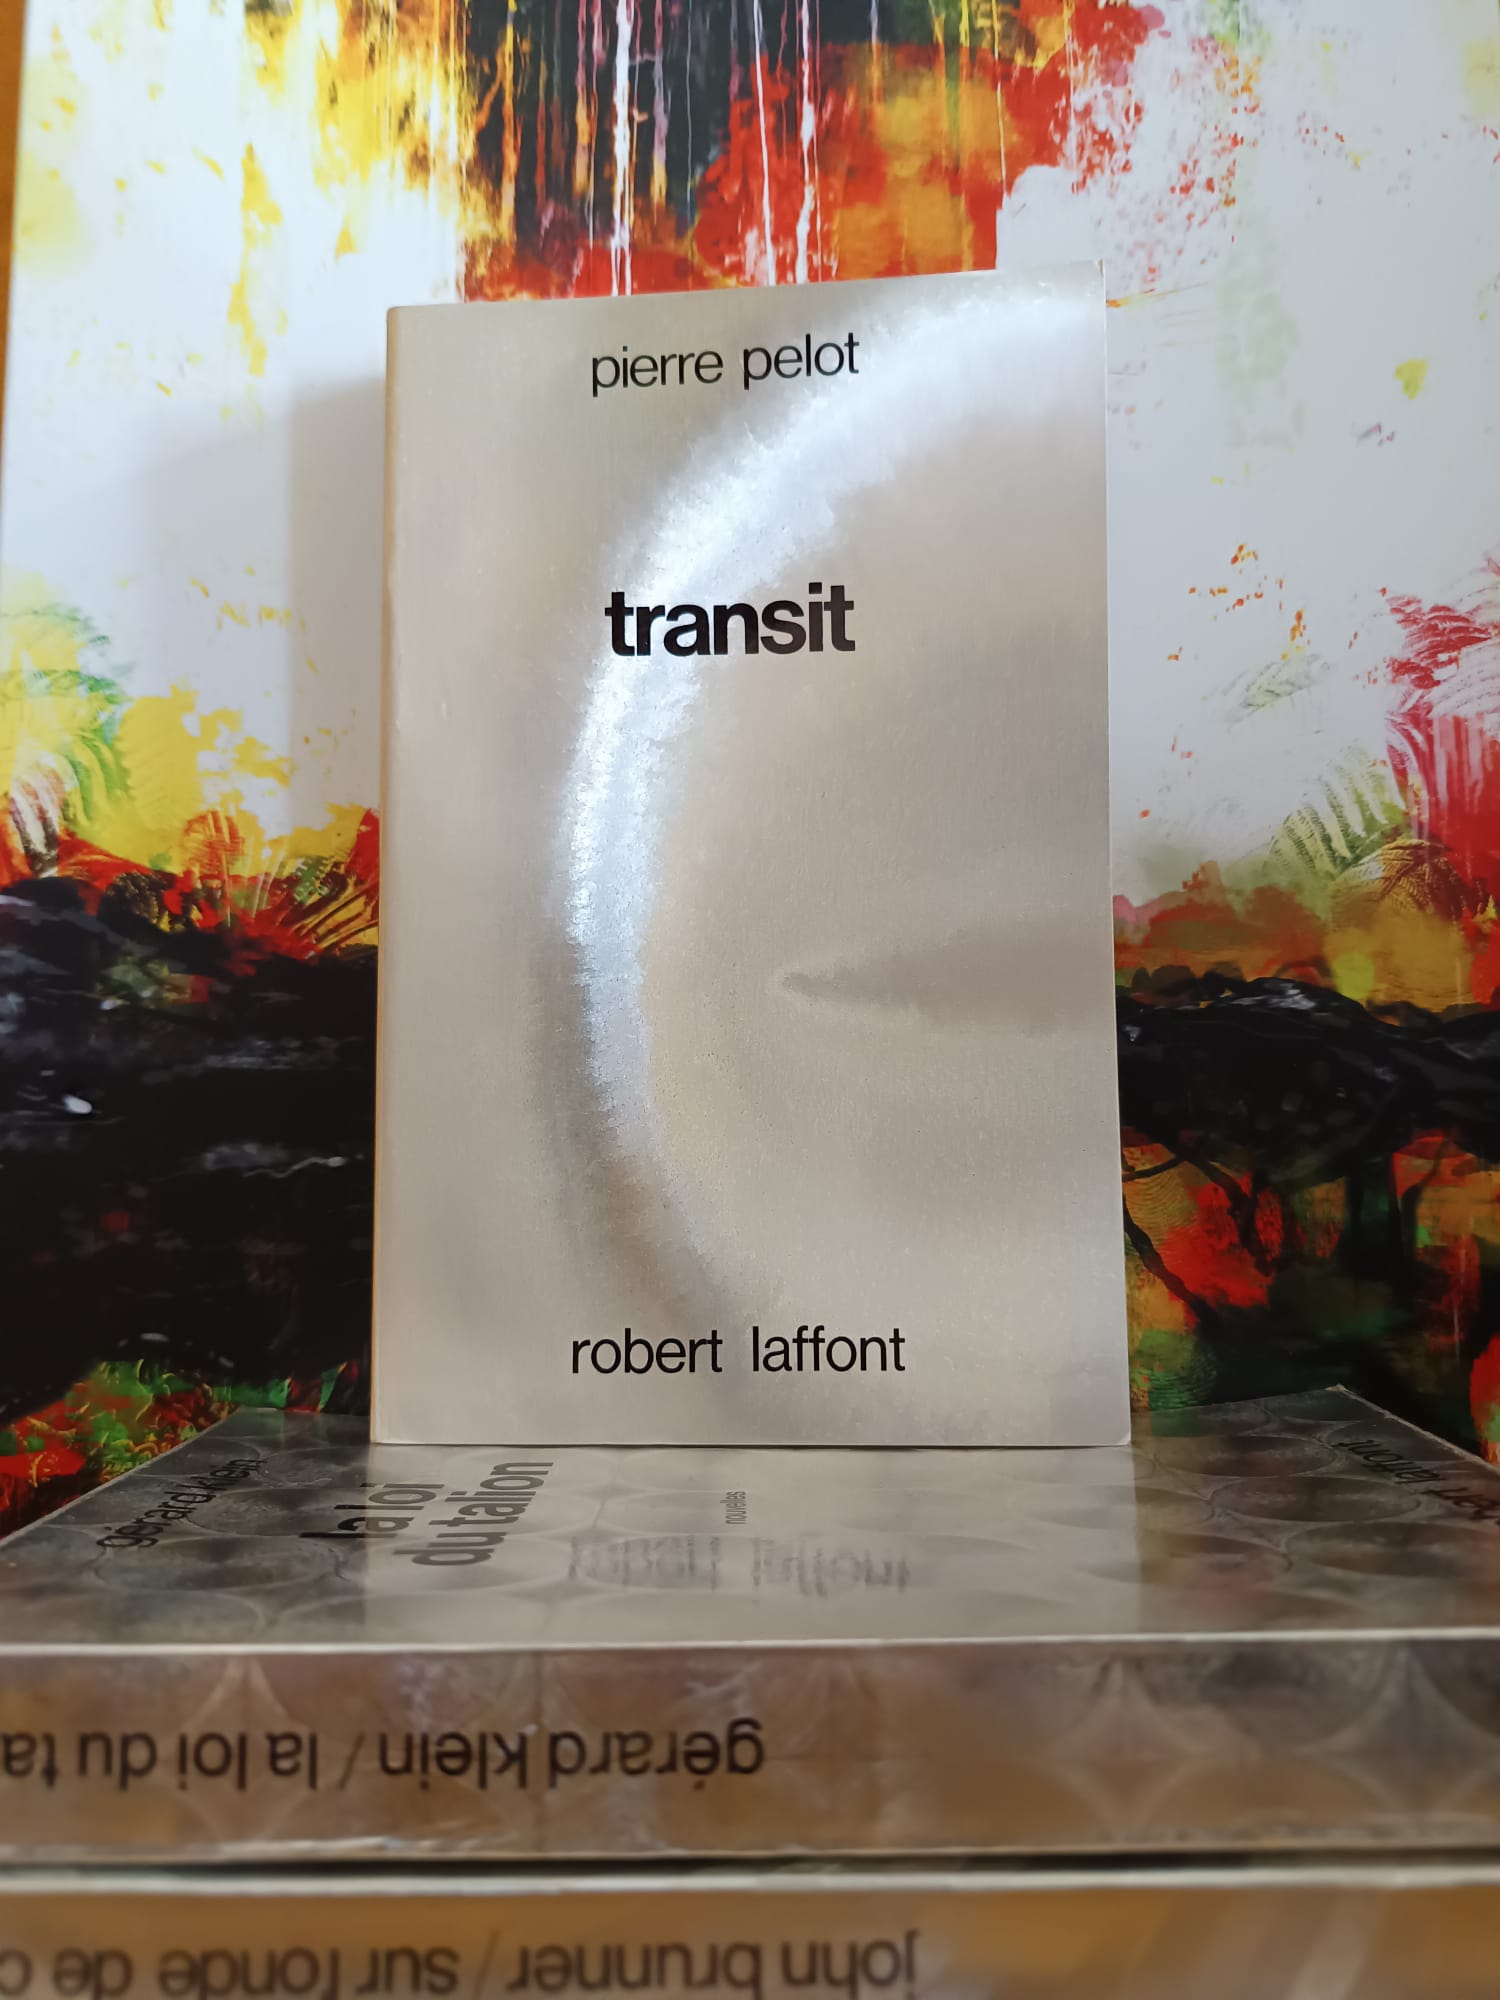 pierre pelot
transit
robert laffont
gérard klein
la loi
du talion
nouvelles
laffont
gérard klein / la loi du ta
john brunner / sur l'onde de c